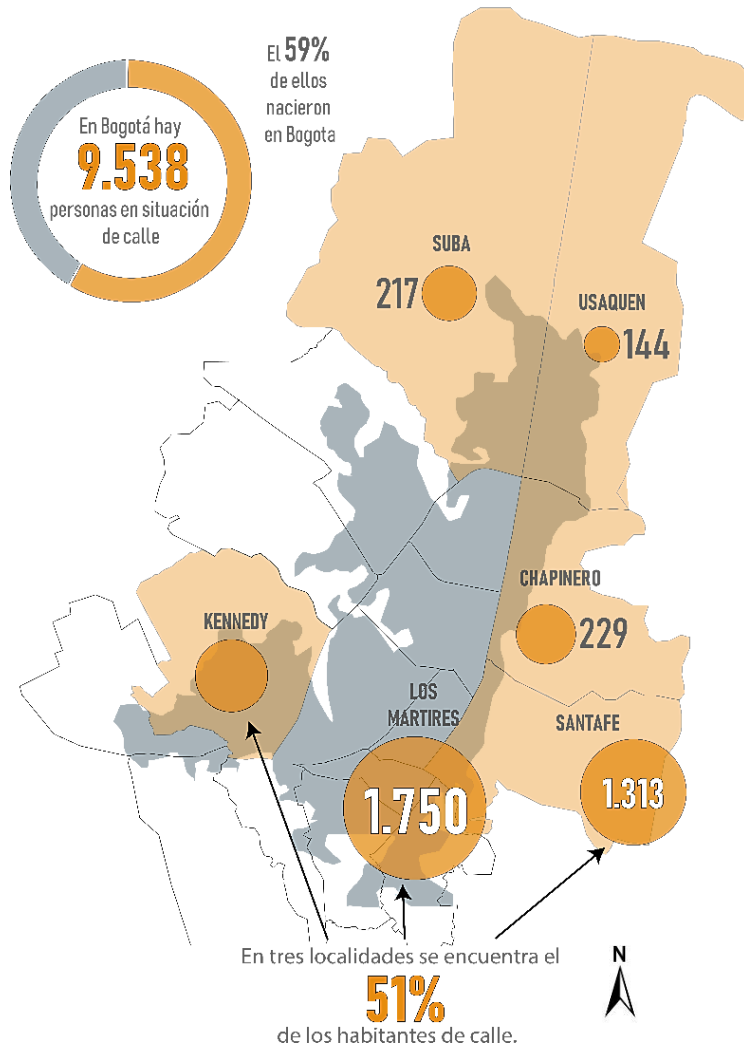 El 59%
de ellos
nacieron
en Bogota
En Bogotá hay
9.538
personas en situación
de calle
SUBA
217
USAQUEN
144
CHAPINERO
229
KENNEDY
LOS
MARTIRES
1.750
SANTAFE
1.313
En tres localidades se encuentra el
51%
de los habitantes de calle.
N